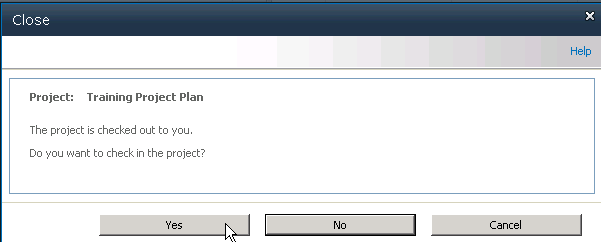 Close
Help
Project: Training Project Plan
The project is checked out to you.
Do you want to check in the project?
Yes No Cancel